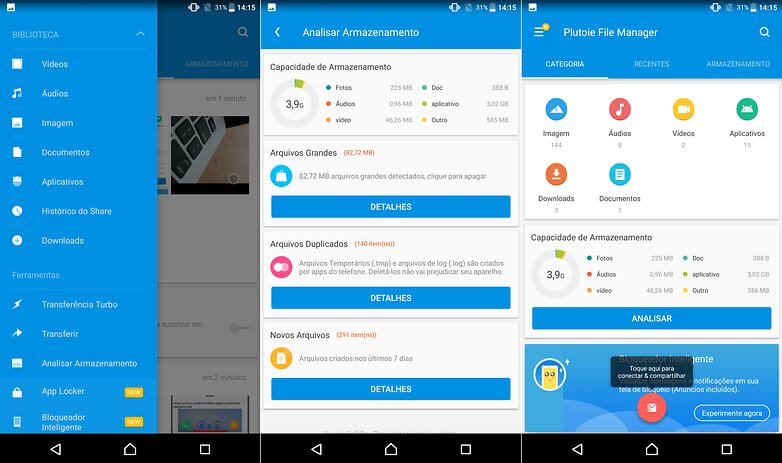 31% 14:15
BIBLIOTECA
Vídeos
Áudios
Imagem
Documentos
Aplicativos
Histórico do Share
Downloads
Ferramentas
Transferência Turbo
Transferir
Analisar Armazenamento
App Locker NEW
Bloqueador
Inteligente NEW
ARMAZENAMENTO
em 1 minuto
autorizar em
em 2 minutos
31% 14:15
Analisar Armazenamento
Capacidade de Armazenamento
3,9G
Fotos 225 MB Doc 388 B
Áudios 0,96 MB aplicativo 3,02 GB
vídeo 46,26 MB Outro 585 MB
Arquivos Grandes (82,72 MB)
82,72 MB arquivos grandes detectados, clique para apagar
DETALHES
Arquivos Duplicados (140 item(ns))
Arquivos Temporários (.tmp) e arquivos de log (.log) são criados
por apps do telefone. Deletá-los não vai prejudicar seu aparelho
DETALHES
Novos Arquivos (291 item(ns))
Arquivos criados nos últimos 7 dias
DETALHES
31% 14:15
Plutoie File Manager
CATEGORIA RECENTES ARMAZENAMENTO
Imagem Áudios Vídeos Aplicativos
144 8 2 15
Downloads Documentos
3 1
Capacidade de Armazenamento
3,9G
Fotos 225 MB Doc 388 B
Áudios 0,96 MB aplicativo 3,02 GB
vídeo 46,26 MB Outro 586 MB
ANALISAR
Bloqueador Inteligente
Toque aqui para
conectar & compartilhar
Visualize mensagens e notificações em sua
tela de bloqueio (Anúncios incluídos).
Experimente agora